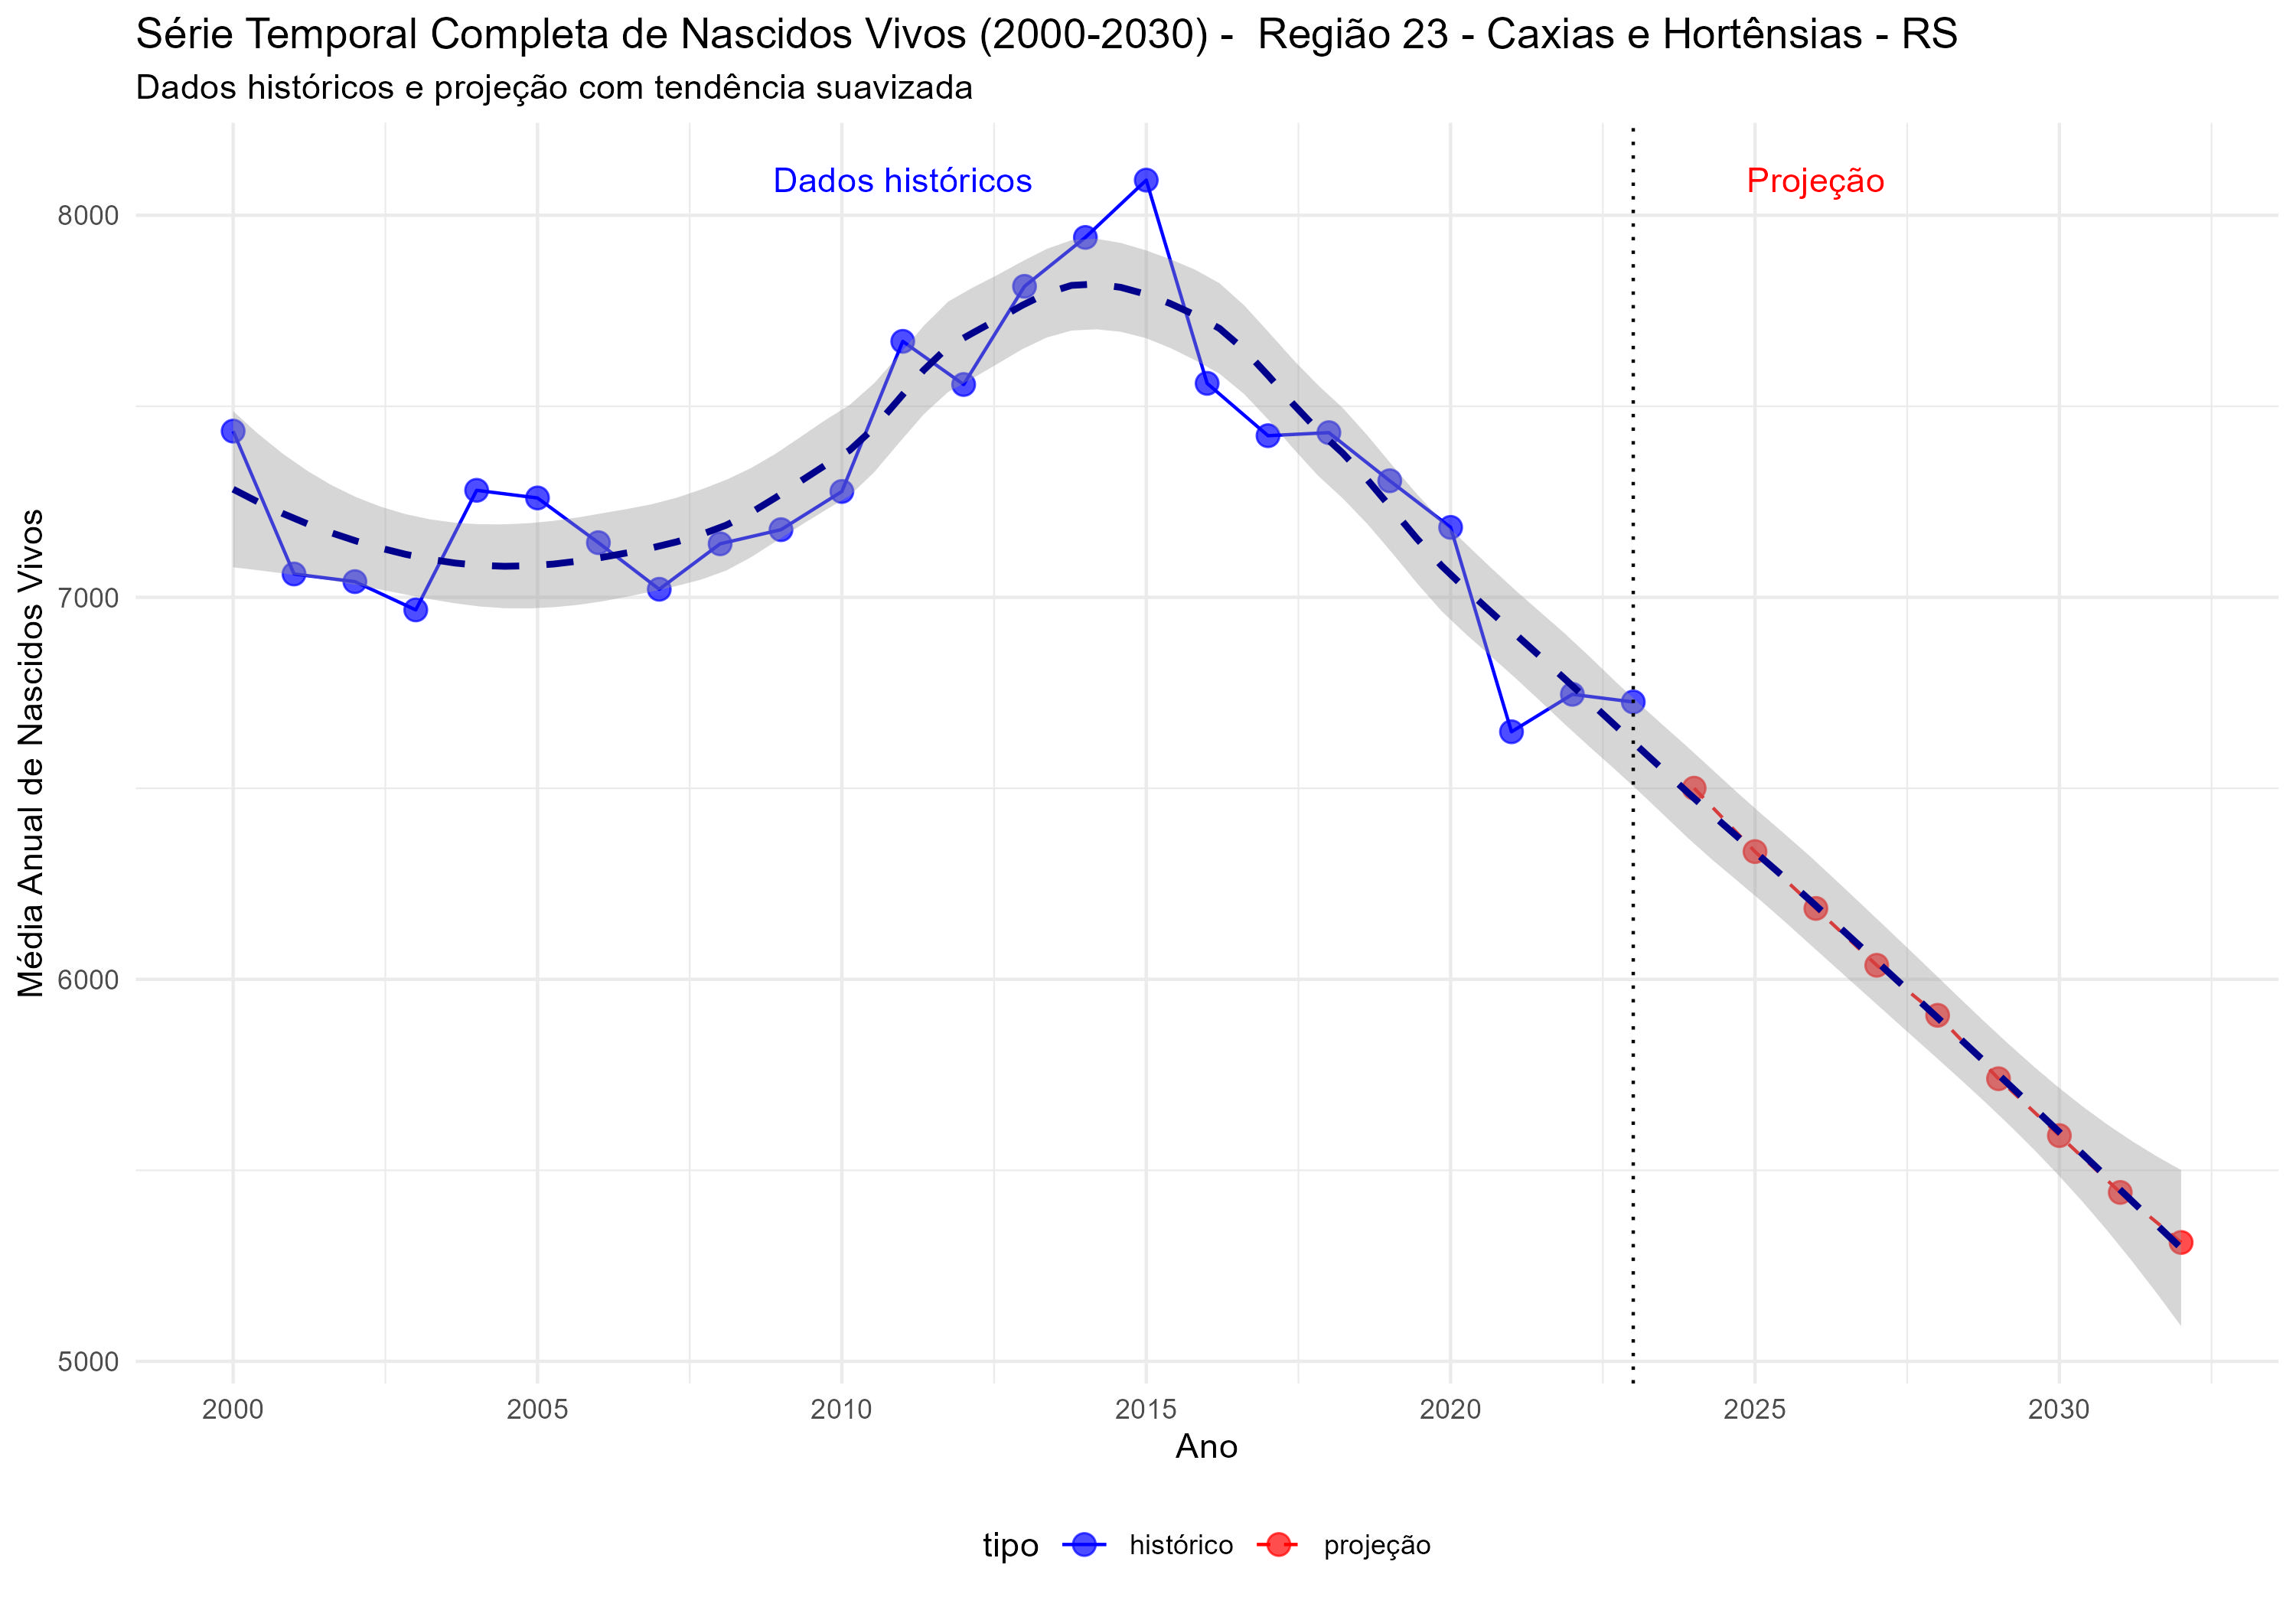 Série Temporal Completa de Nascidos Vivos (2000-2030) -  Região 23 - Caxias e Hortênsias - RS
Dados históricos e projeção com tendência suavizada
Dados históricos
Projeção
Média Anual de Nascidos Vivos
8000
7000
6000
5000
2000 2005 2010 2015 2020 2025 2030
Ano
tipo histórico projeção